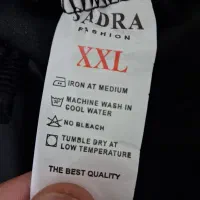 SADRA
FASHION
XXL
IRON AT MEDIUM
MACHINE WASH IN
COOL WATER
NO BLEACH
TUMBLE DRY AT
LOW TEMPERATURE
THE BEST QUALITY